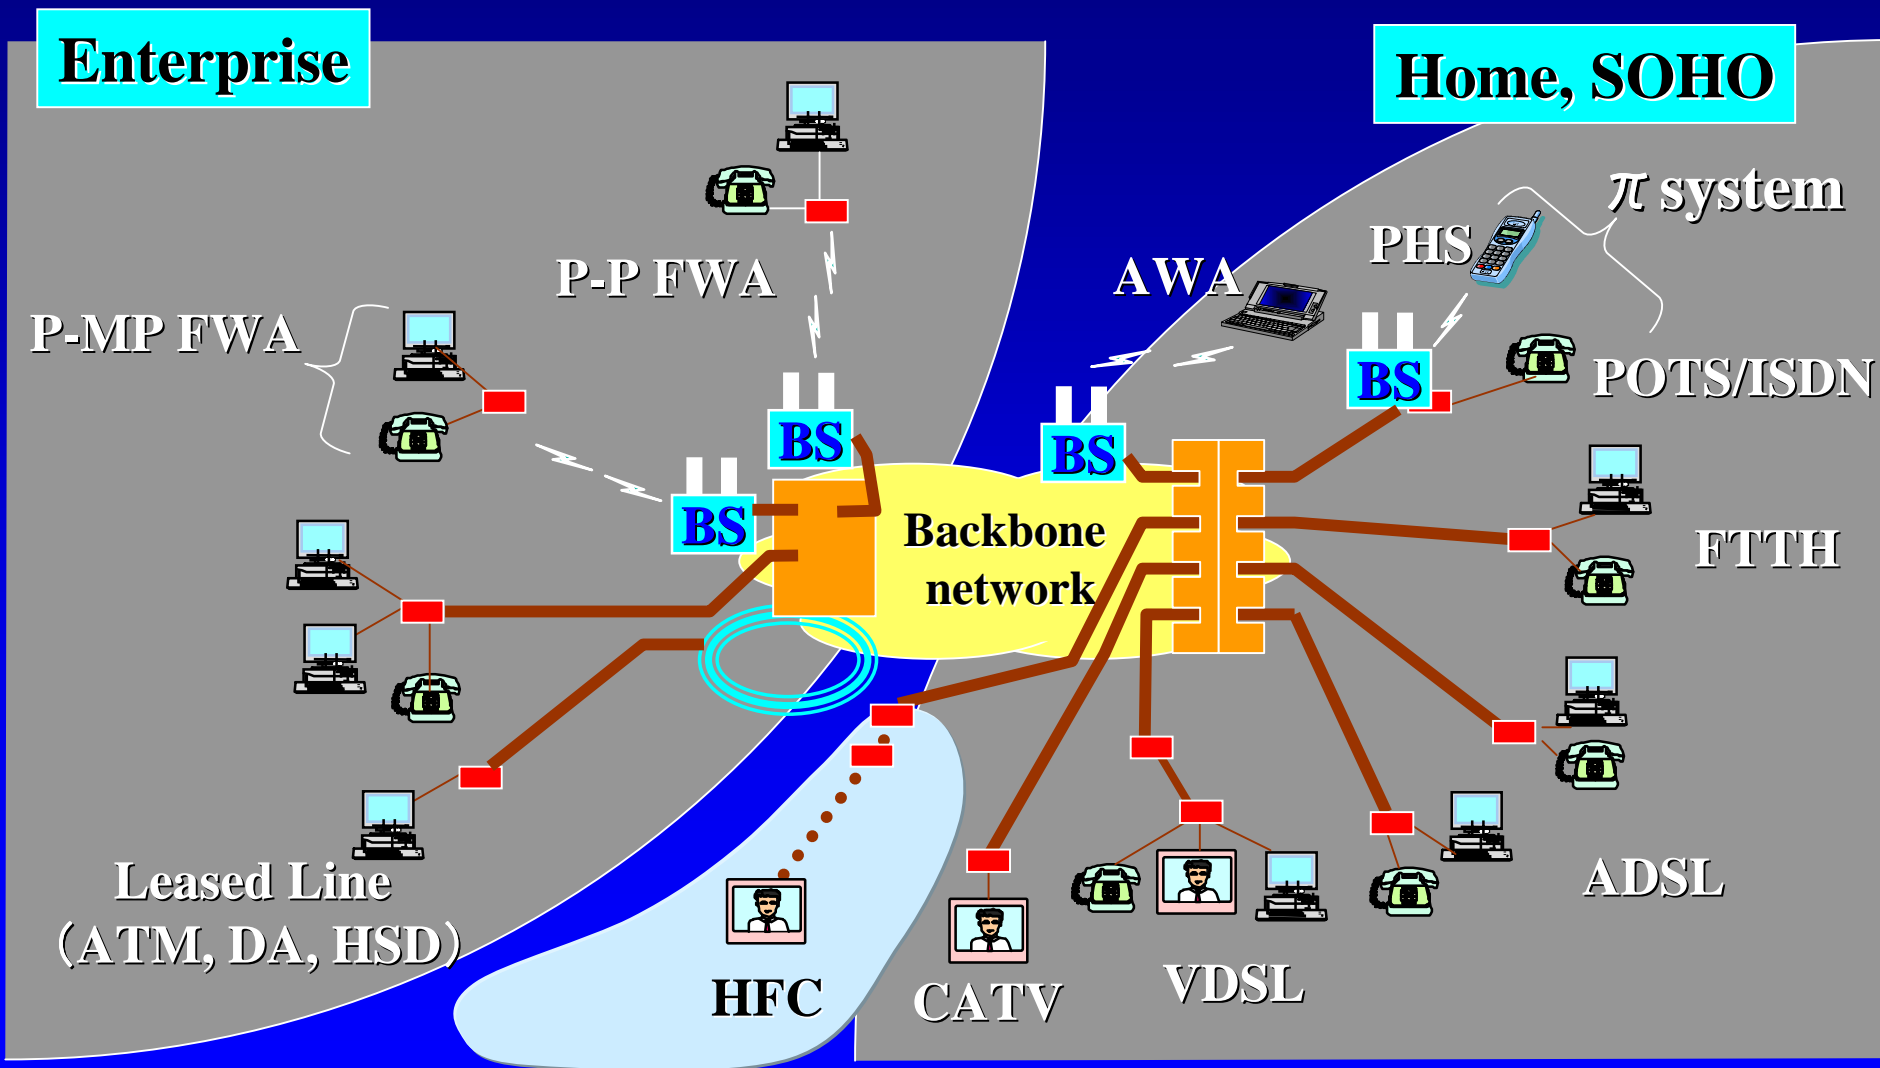 Enterprise
Home, SOHO
π system
PHS
AWA
P-P FWA
P-MP FWA
POTS/ISDN
BS
BS
BS
BS
Backbone
network
FTTH
ADSL
Leased Line
（ATM, DA, HSD）
HFC
CATV
VDSL